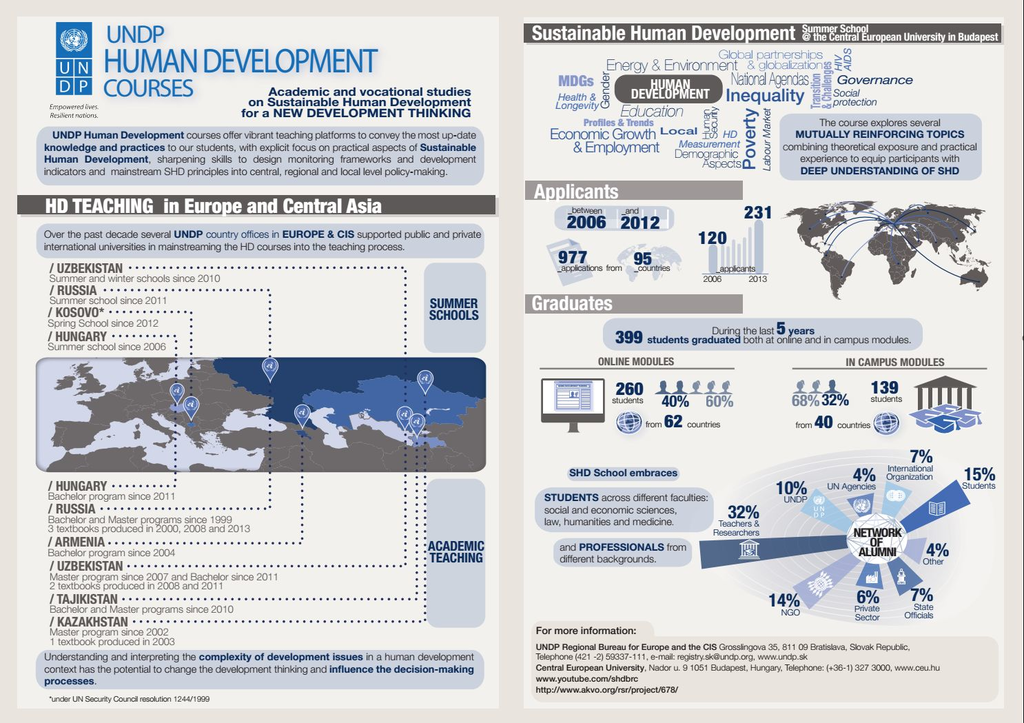 UN
DP
Empowered lives.
Resilient nations.
UNDP
HUMAN DEVELOPMENT
COURSES
Academic and vocational studies
on Sustainable Human Development
for a NEW DEVELOPMENT THINKING
UNDP Human Development courses offer vibrant teaching platforms to convey the most up-date
knowledge and practices to our students, with explicit focus on practical aspects of Sustainable
Human Development, sharpening skills to design monitoring frameworks and development
indicators and mainstream SHD principles into central, regional and local level policy-making.
HD TEACHING in Europe and Central Asia
Over the past decade several UNDP country offices in EUROPE & CIS supported public and private
international universities in mainstreaming the HD courses into the teaching process.
/ UZBEKISTAN
Summer and winter schools since 2010
/ RUSSIA
Summer school since 2011
/ KOSOVO*
Spring School since 2012
/ HUNGARY
Summer school since 2006
SUMMER
SCHOOLS
/ HUNGARY
Bachelor program since 2011
/ RUSSIA
Bachelor and Master programs since 1999
3 textbooks produced in 2000, 2008 and 2013
/ ARMENIA
Bachelor program since 2004
/ UZBEKISTAN
Master program since 2007 and Bachelor since 2011
2 textbooks produced in 2008 and 2011
/ TAJIKISTAN
Bachelor and Master programs since 2010
/ KAZAKHSTAN
Master program since 2002
1 textbook produced in 2003
ACADEMIC
TEACHING
Understanding and interpreting the complexity of development issues in a human development
context has the potential to change the development thinking and influence the decision-making
processes.
*under UN Security Council resolution 1244/1999
Sustainable Human Development Summer School
@ the Central European University in Budapest
Global partnerships
& globalization
Energy & Environment
HIV
AIDS
MDGs
Gender
HUMAN
DEVELOPMENT
National Agendas
Transition
& Challenges
Governance
Health &
Longevity
Inequality
Social
protection
Education
Profiles & Trends
Economic Growth
& Employment
Local
Human
Security
HD
Measurement
Demographic
Aspects
Poverty
Labour Market
The course explores several
MUTUALLY REINFORCING TOPICS
combining theoretical exposure and practical
experience to equip participants with
DEEP UNDERSTANDING OF SHD
Applicants
_between
2006
_and
2012
977
_applications from
95
_countries
120
231
_applicants
2006
2013
Graduates
During the last 5 years
399 students graduated both at online and in campus modules.
ONLINE MODULES
260
students
40%
60%
from 62 countries
IN CAMPUS MODULES
68% 32%
139
students
from 40 countries
SHD School embraces
STUDENTS across different faculties:
social and economic sciences,
law, humanities and medicine.
and PROFESSIONALS from
different backgrounds.
NETWORK
OF
ALUMNI
32%
Teachers &
Researchers
10%
UNDP
UN
DP
4%
UN Agencies
7%
International
Organization
15%
Students
4%
Other
7%
State
Officials
6%
Private
Sector
14%
NGO
For more information:
UNDP Regional Bureau for Europe and the CIS Grosslingova 35, 811 09 Bratislava, Slovak Republic,
Telephone (421 -2) 59337-111, e-mail: registry.sk@undp.org, www.undp.sk
Central European University, Nador u. 9 1051 Budapest, Hungary, Telephone: (+36-1) 327 3000, www.ceu.hu
www.youtube.com/shdbrc
http://www.akvo.org/rsr/project/678/